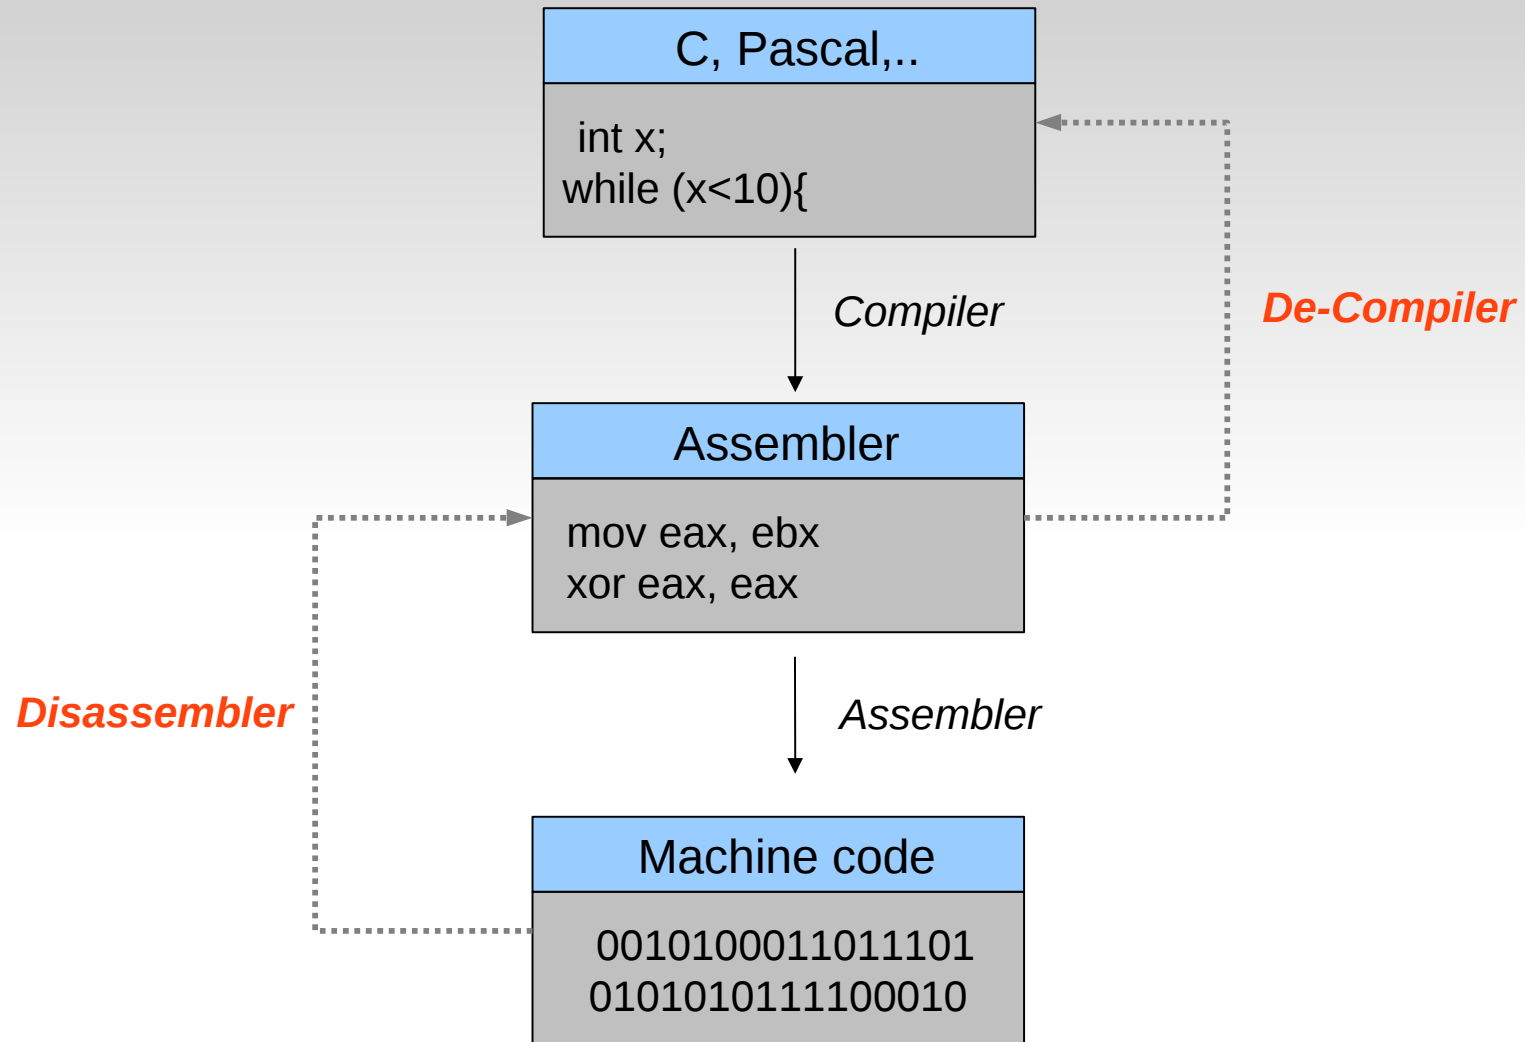 C, Pascal,..
int x;
while (x<10){
Compiler
De-Compiler
Assembler
mov eax, ebx
xor eax, eax
Disassembler
Assembler
Machine code
0010100011011101
0101010111100010